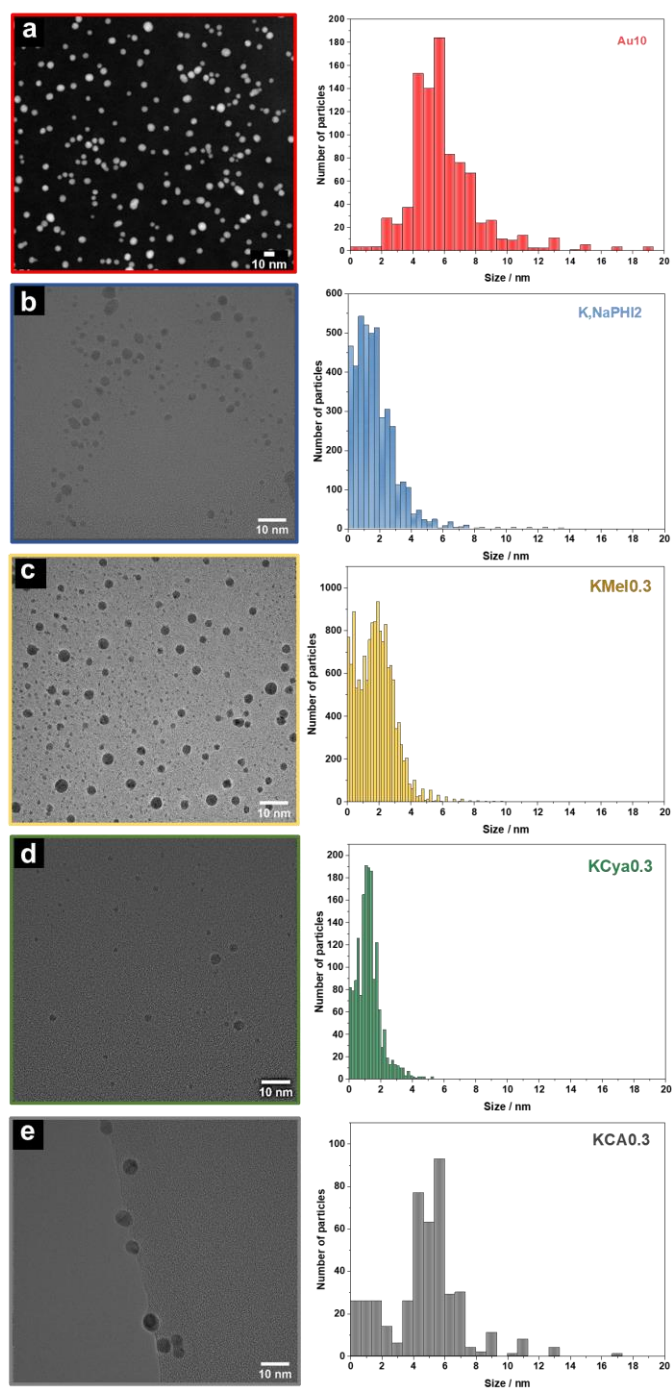 a
10 nm
Au10
Number of particles
200
180
160
140
120
100
80
60
40
20
0
0 2 4 6 8 10 12 14 16 18 20
Size / nm
b
10 nm
K,NaPHI2
Number of particles
600
500
400
300
200
100
0
0 2 4 6 8 10 12 14 16 18 20
Size / nm
c
10 nm
KMel0.3
Number of particles
1000
800
600
400
200
0
0 2 4 6 8 10 12 14 16 18 20
Size / nm
d
10 nm
KCya0.3
Number of particles
200
180
160
140
120
100
80
60
40
20
0
0 2 4 6 8 10 12 14 16 18 20
Size / nm
e
10 nm
KCA0.3
Number of particles
100
80
60
40
20
0
0 2 4 6 8 10 12 14 16 18 20
Size / nm